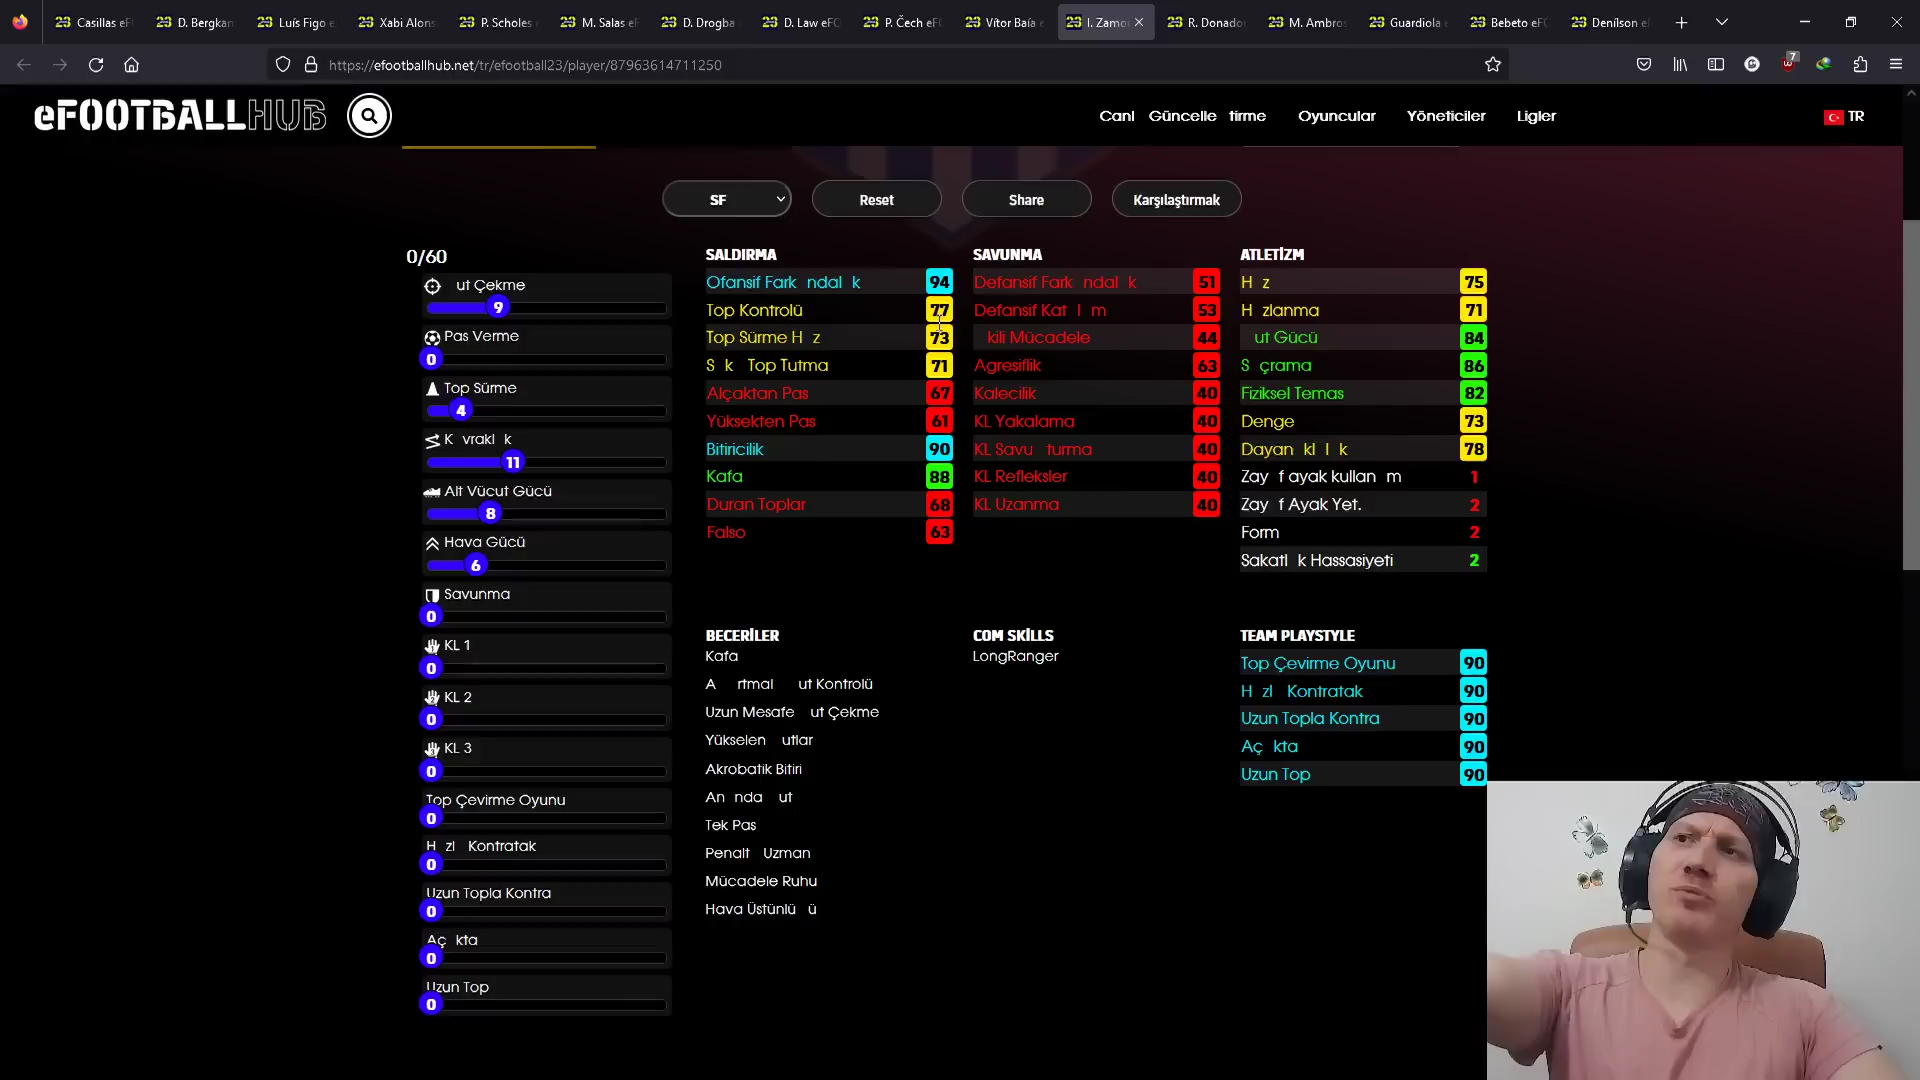 Casillas eF
D. Bergkan
Luís Figo e
Xabi Alons
P. Scholes e
M. Salas eF
D. Drogba
D. Law eFO
P. Čech eFO
Vítor Baía e
I. Zamo
R. Donado
M. Ambros
Guardiola e
Bebeto eFO
Denílson e
https://efootballhub.net/tr/efootball23/player/87963614711250
7
eFOOTBALLHUB
Canl
Güncelle tirme
Oyuncular
Yöneticiler
Ligler
TR
SF
Reset
Share
Karşılaştırmak
0/60
ut Çekme
9
Pas Verme
0
Top Sürme
4
K vrakl k
11
Alt Vücut Gücü
8
Hava Gücü
6
Savunma
0
KL 1
0
KL 2
0
KL 3
0
Top Çevirme Oyunu
0
H zl Kontratak
0
Uzun Topla Kontra
0
Aç kta
0
Uzun Top
0
SALDIRMA
Ofansif Fark ndal k 94
Top Kontrolü 77
Top Sürme H z 73
S k Top Tutma 71
Alçaktan Pas 67
Yüksekten Pas 61
Bitiricilik 90
Kafa 88
Duran Toplar 68
Falso 63
SAVUNMA
Defansif Fark ndal k 51
Defansif Kat l m 53
kili Mücadele 44
Agresiflik 63
Kalecilik 40
KL Yakalama 40
KL Savu turma 40
KL Refleksler 40
KL Uzanma 40
ATLETİZM
H z 75
H zlanma 71
ut Gücü 84
S çrama 86
Fiziksel Temas 82
Denge 73
Dayan kl l k 78
Zay f ayak kullan m 1
Zay f Ayak Yet. 2
Form 2
Sakatl k Hassasiyeti 2
BECERİLER
Kafa
A rtmal ut Kontrolü
Uzun Mesafe ut Çekme
Yükselen utlar
Akrobatik Bitiri
An nda ut
Tek Pas
Penalt Uzman
Mücadele Ruhu
Hava Üstünlü ü
COM SKILLS
LongRanger
TEAM PLAYSTYLE
Top Çevirme Oyunu 90
H zl Kontratak 90
Uzun Topla Kontra 90
Aç kta 90
Uzun Top 90